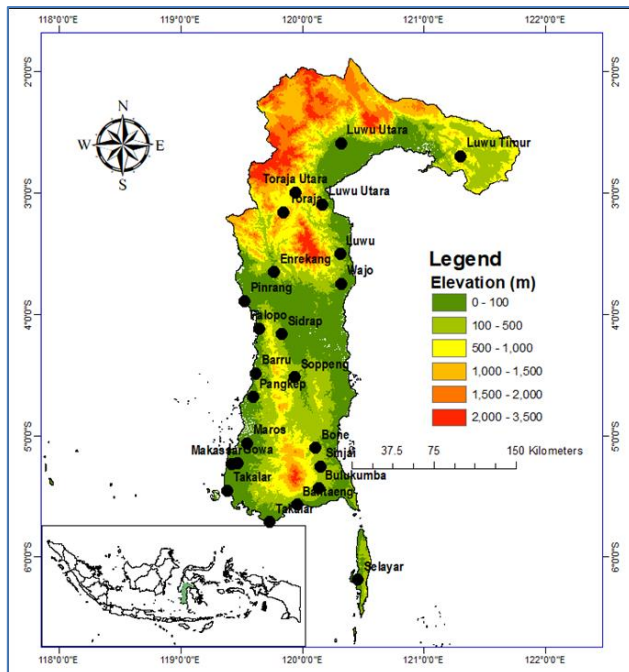 118°0'0"E 119°0'0"E 120°0'0"E 121°0'0"E 122°0'0"E
2°0'0"S 2°0'0"S
N
W E
S
Luwu Utara
Luwu Timur
Toraja Utara
3°0'0"S 3°0'0"S
Luwu Utara
Toraja
Luwu
Enrekang
Wajo
Legend
Elevation (m)
0 - 100
100 - 500
500 - 1,000
1,000 - 1,500
1,500 - 2,000
2,000 - 3,500
Pinrang
4°0'0"S 4°0'0"S
Palopo
Sidrap
Barru
Soppeng
Pangkep
Maros
Bone
5°0'0"S 5°0'0"S
Makassar
Gowa
Sinjai
37.5 75 150 Kilometers
Takalar
Bulukumba
Bantaeng
Takalar
Selayar
6°0'0"S 6°0'0"S
118°0'0"E 119°0'0"E 120°0'0"E 121°0'0"E 122°0'0"E